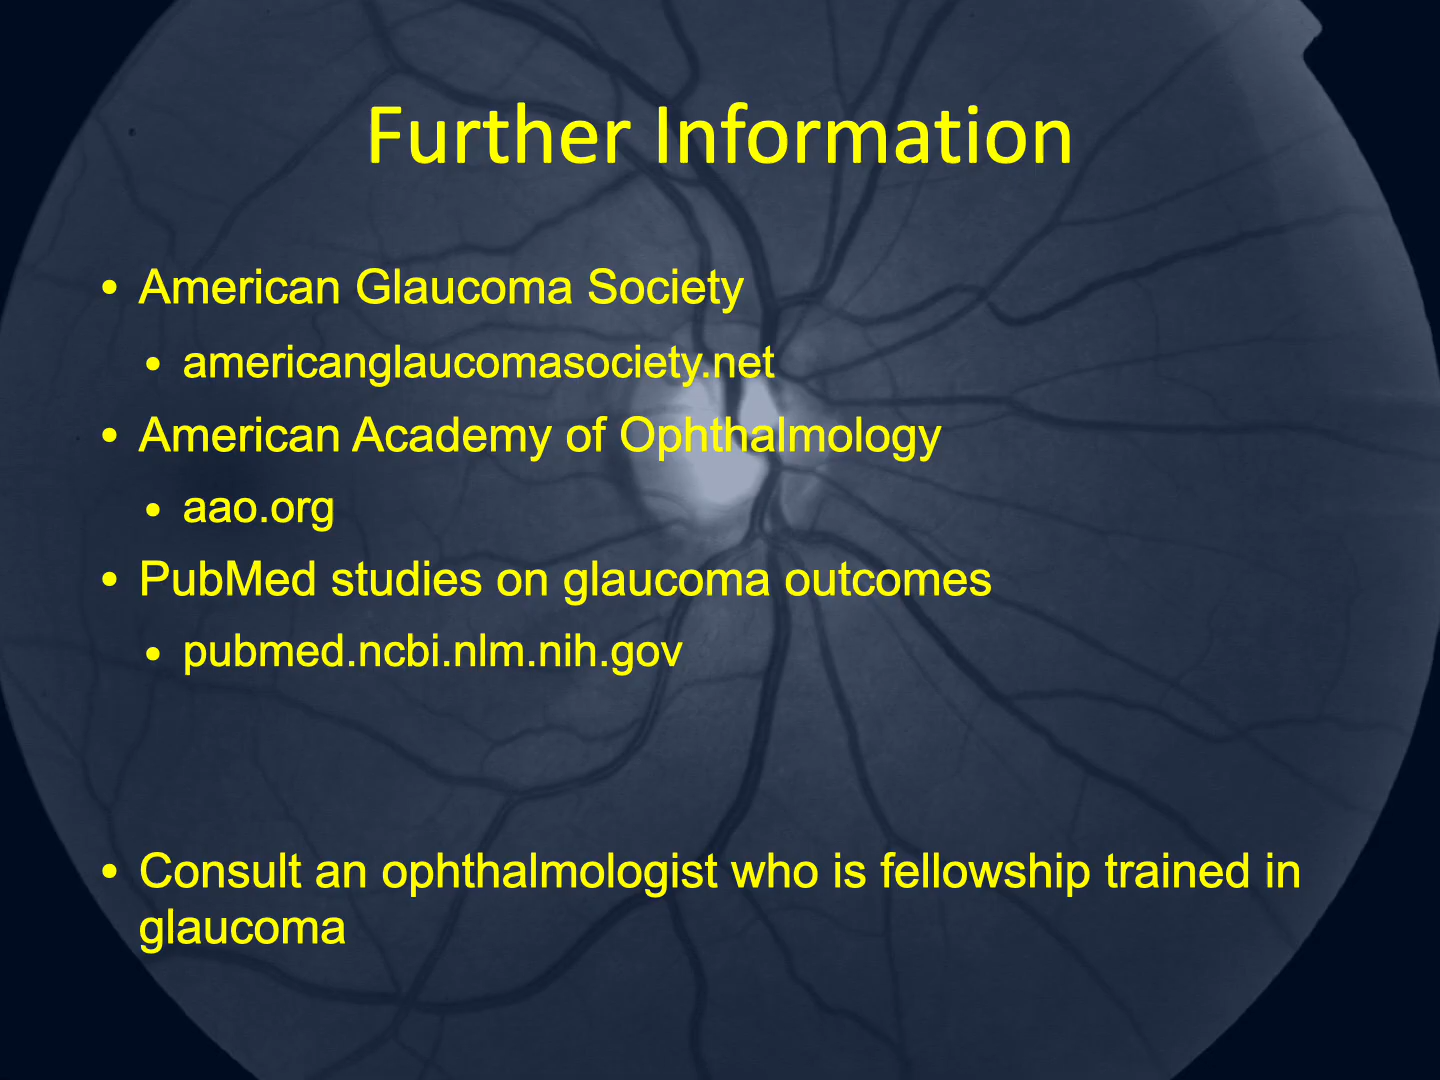 Further Information
• American Glaucoma Society
• americanglaucomasociety.net
• American Academy of Ophthalmology
• aao.org
• PubMed studies on glaucoma outcomes
• pubmed.ncbi.nlm.nih.gov
• Consult an ophthalmologist who is fellowship trained in
glaucoma